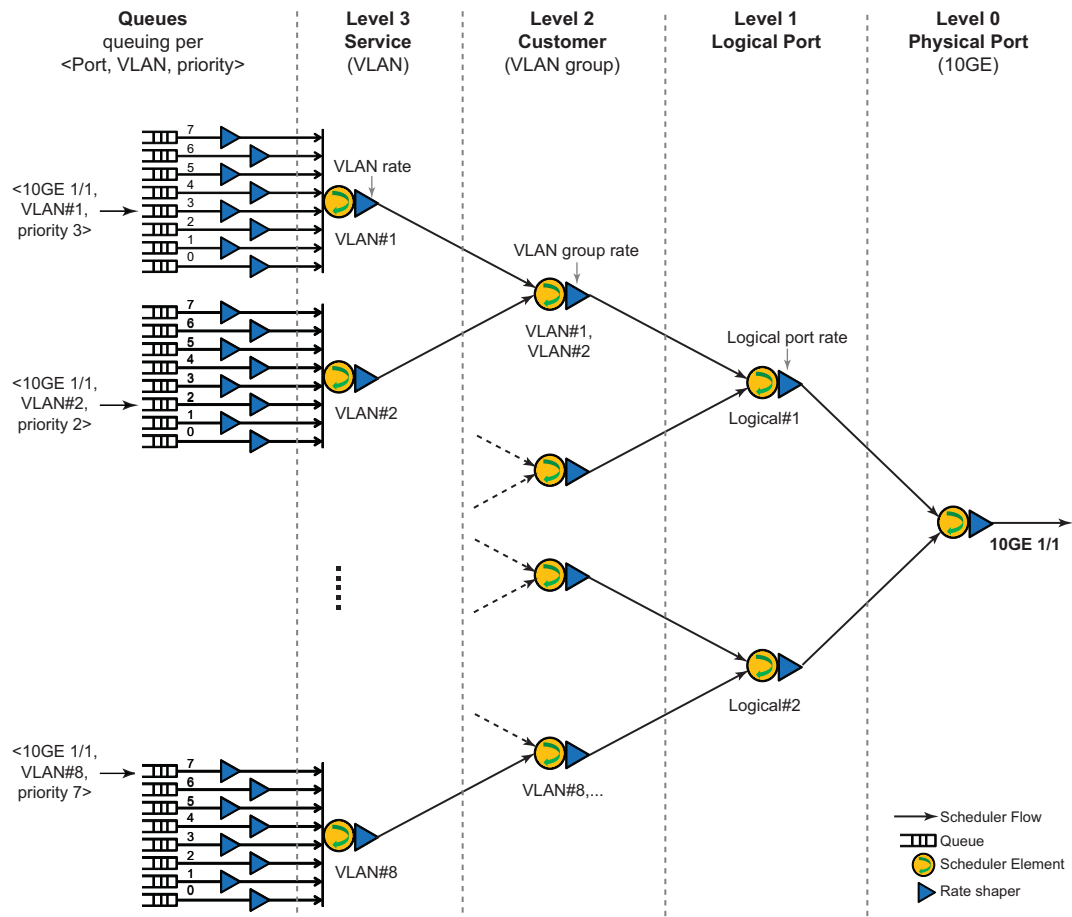 Queues
queuing per
<Port, VLAN, priority>
Level 3
Service
(VLAN)
Level 2
Customer
(VLAN group)
Level 1
Logical Port
Level 0
Physical Port
(10GE)
<10GE 1/1,
VLAN#1,
priority 3>
7
6
5
4
3
2
1
0
VLAN rate
VLAN#1
VLAN group rate
VLAN#1,
VLAN#2
<10GE 1/1,
VLAN#2,
priority 2>
7
6
5
4
3
2
1
0
VLAN#2
Logical port rate
Logical#1
10GE 1/1
Logical#2
<10GE 1/1,
VLAN#8,
priority 7>
7
6
5
4
3
2
1
0
VLAN#8
VLAN#8,...
Scheduler Flow
Queue
Scheduler Element
Rate shaper